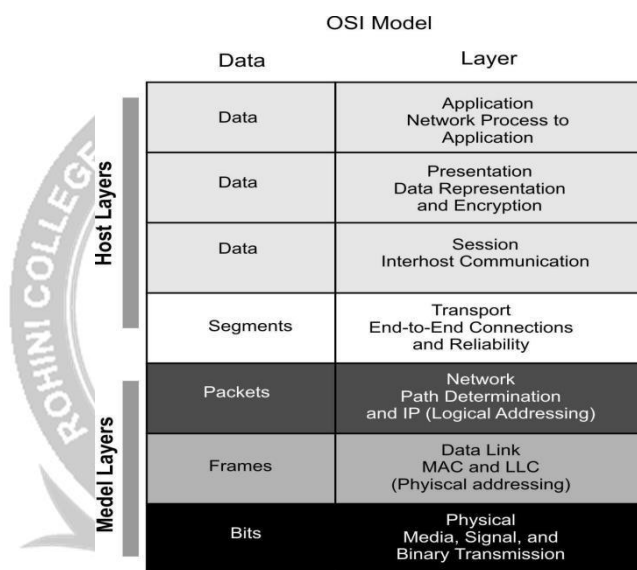 OSI Model
Data
Layer
Host Layers
Data
Application
Network Process to
Application
Data
Presentation
Data Representation
and Encryption
Data
Session
Interhost Communication
Segments
Transport
End-to-End Connections
and Reliability
Medel Layers
Packets
Network
Path Determination
and IP (Logical Addressing)
Frames
Data Link
MAC and LLC
(Phyiscal addressing)
Bits
Physical
Media, Signal, and
Binary Transmission
ROHINI COLLEGE